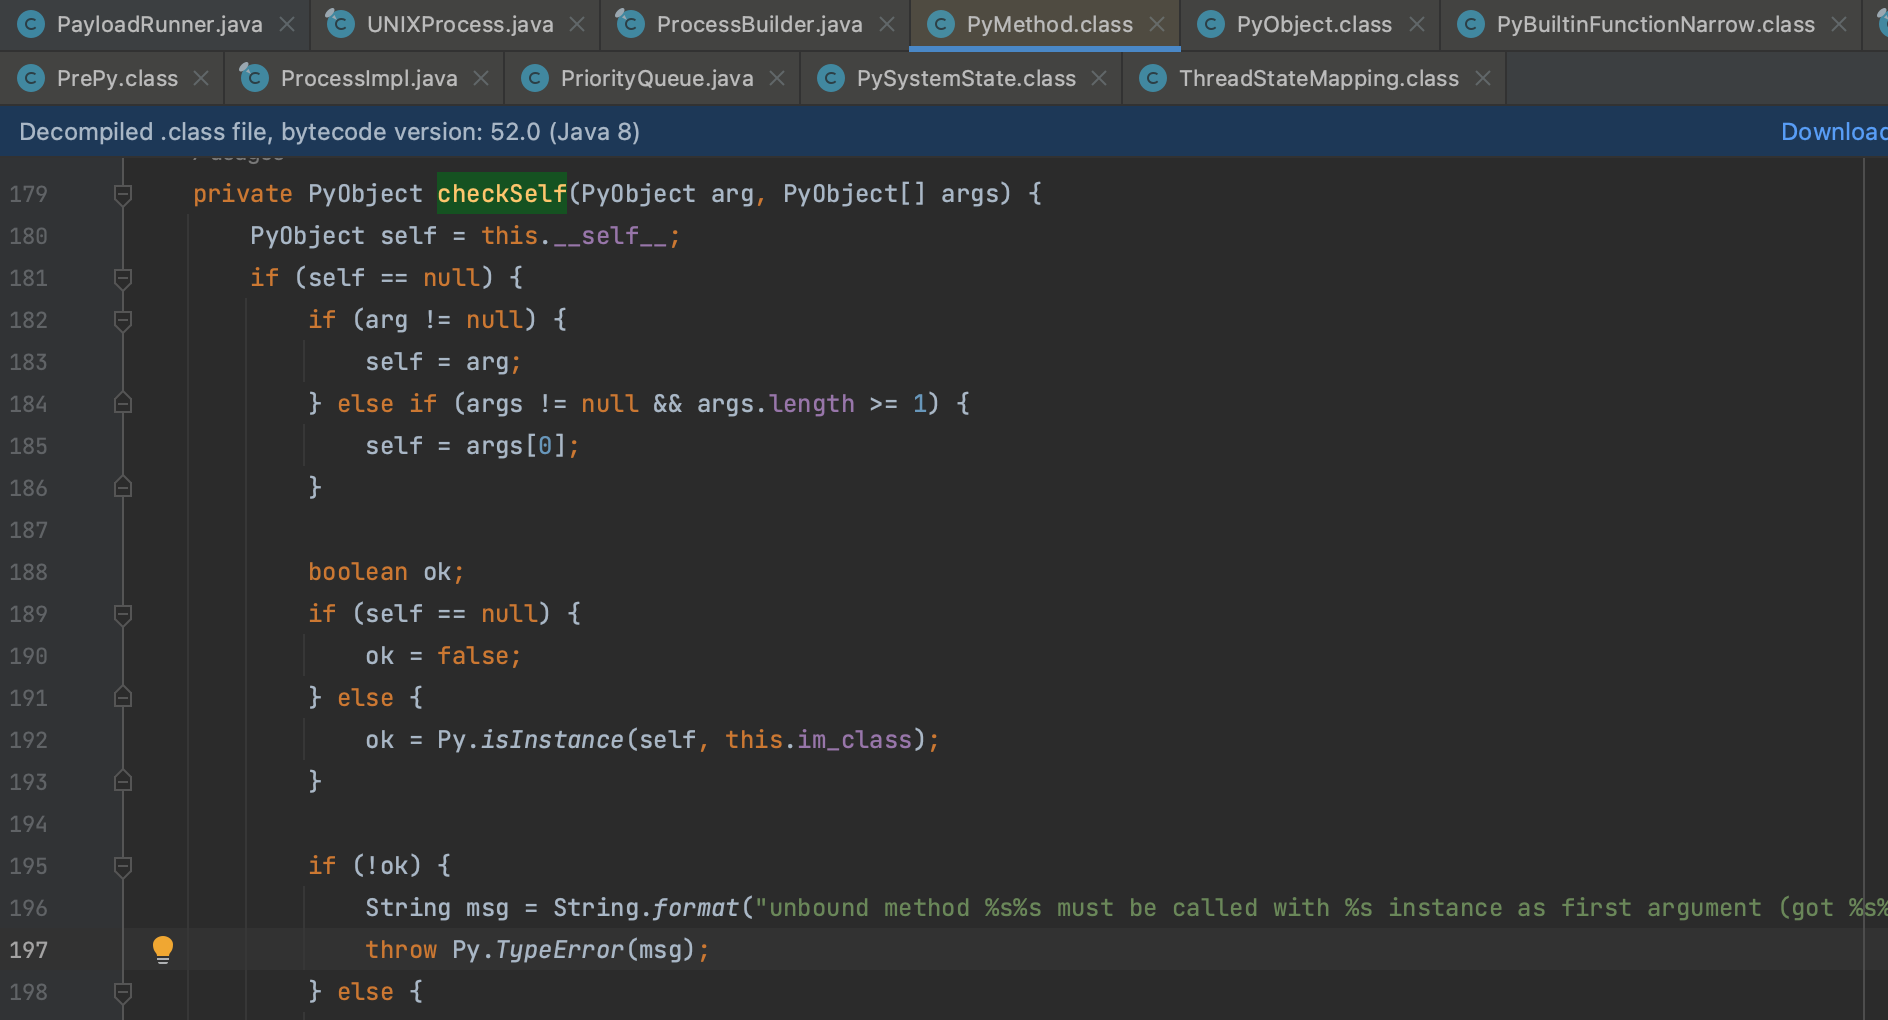 PayloadRunner.java UNIXProcess.java ProcessBuilder.java PyMethod.class PyObject.class PyBuiltinFunctionNarrow.class
PrePy.class ProcessImpl.java PriorityQueue.java PySystemState.class ThreadStateMapping.class
Decompiled .class file, bytecode version: 52.0 (Java 8) Download
179 private PyObject checkSelf(PyObject arg, PyObject[] args) {
180 PyObject self = this.__self__;
181 if (self == null) {
182 if (arg != null) {
183 self = arg;
184 } else if (args != null && args.length >= 1) {
185 self = args[0];
186 }
187
188 boolean ok;
189 if (self == null) {
190 ok = false;
191 } else {
192 ok = Py.isInstance(self, this.im_class);
193 }
194
195 if (!ok) {
196 String msg = String.format("unbound method %s%s must be called with %s instance as first argument (got %s%
197 throw Py.TypeError(msg);
198 } else {